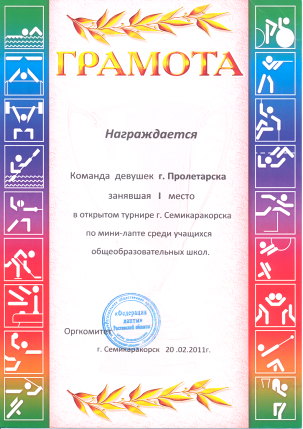 ГРАМОТА
Награждается
Команда девушек г. Пролетарска
занявшая I место
в открытом турнире г. Семикаракорска
по мини-лапте среди учащихся
общеобразовательных школ.
«Федерация
лапты»
Ростовской области
Оргкомитет
г. Семикаракорск 20 .02.2011г.